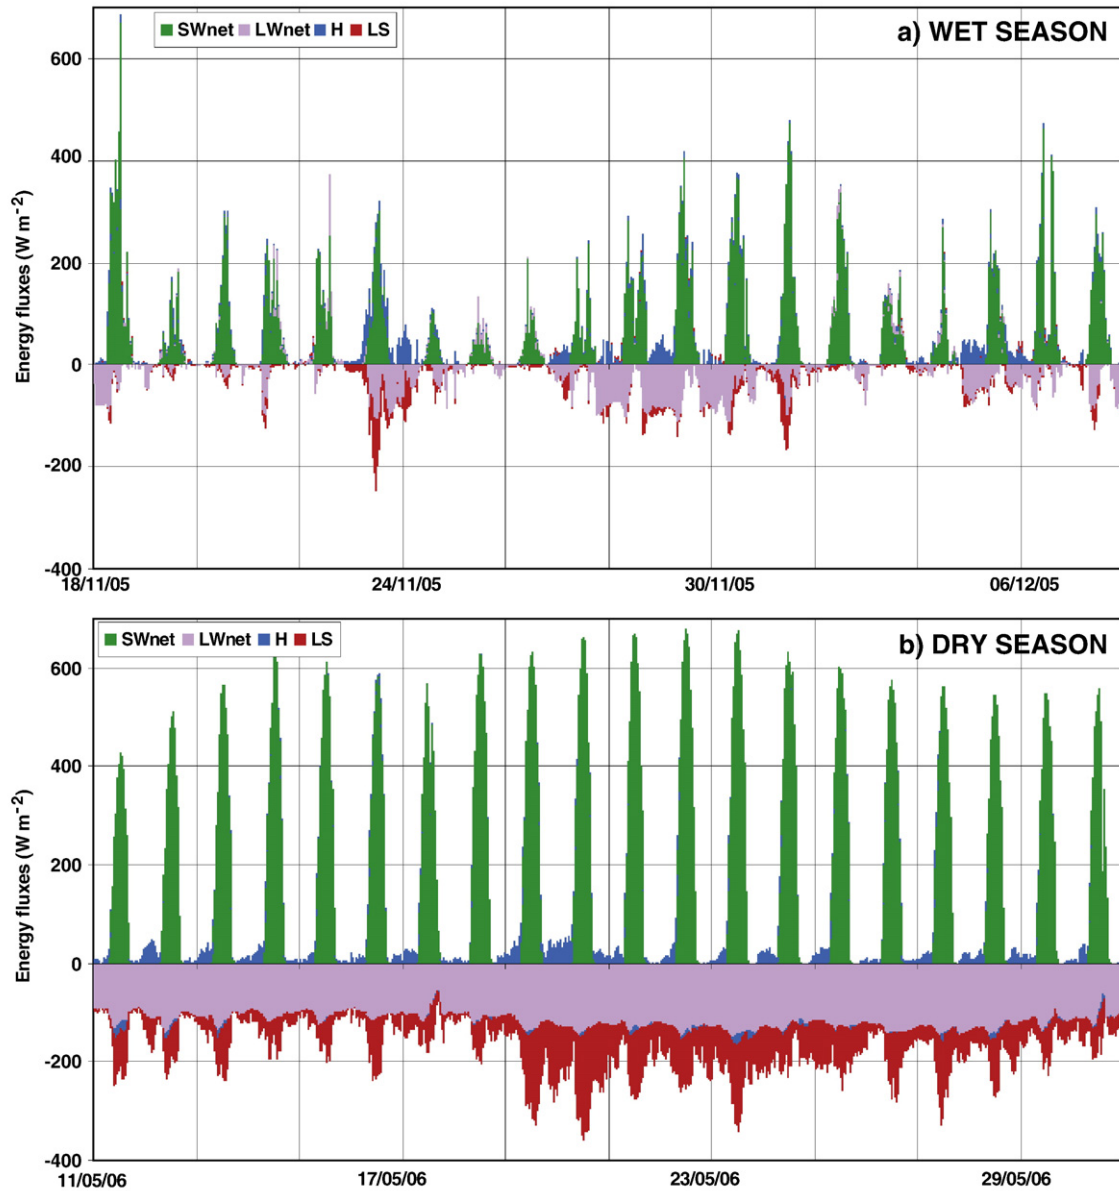 SWnet LWnet H LS
a) WET SEASON
600
400
200
0
-200
-400
Energy fluxes (W m-2)
18/11/05 24/11/05 30/11/05 06/12/05
SWnet LWnet H LS
b) DRY SEASON
600
400
200
0
-200
-400
Energy fluxes (W m-2)
11/05/06 17/05/06 23/05/06 29/05/06